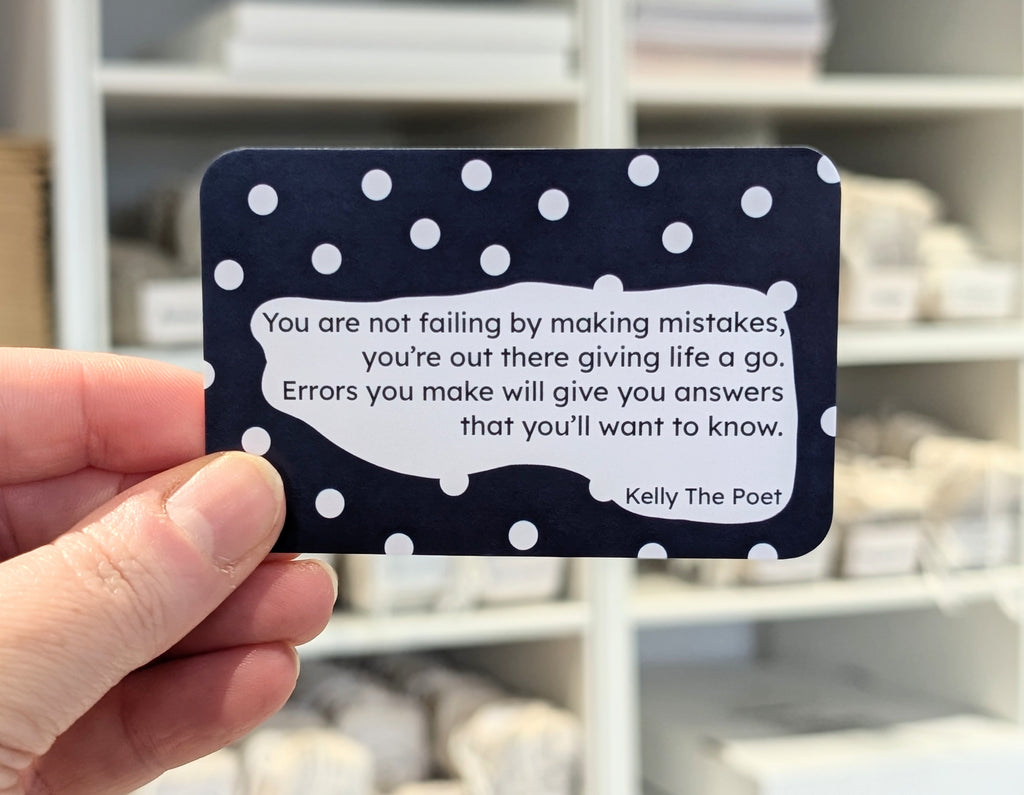 You are not failing by making mistakes,
you’re out there giving life a go.
Errors you make will give you answers
that you’ll want to know.
Kelly The Poet